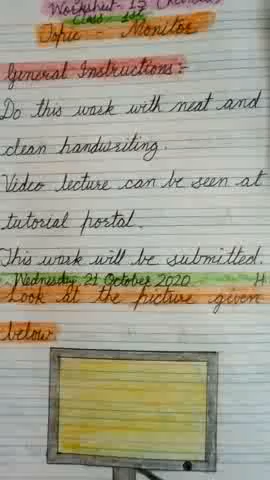 Worksheet - 13
Class - 1st
Topic - Monitor
General Instructions :-
Do this work with neat and
clean handwriting.
Video lecture can be seen at
tutorial portal.
This work will be submitted.
Wednesday 21 October 2020 H
Look at the picture given
below